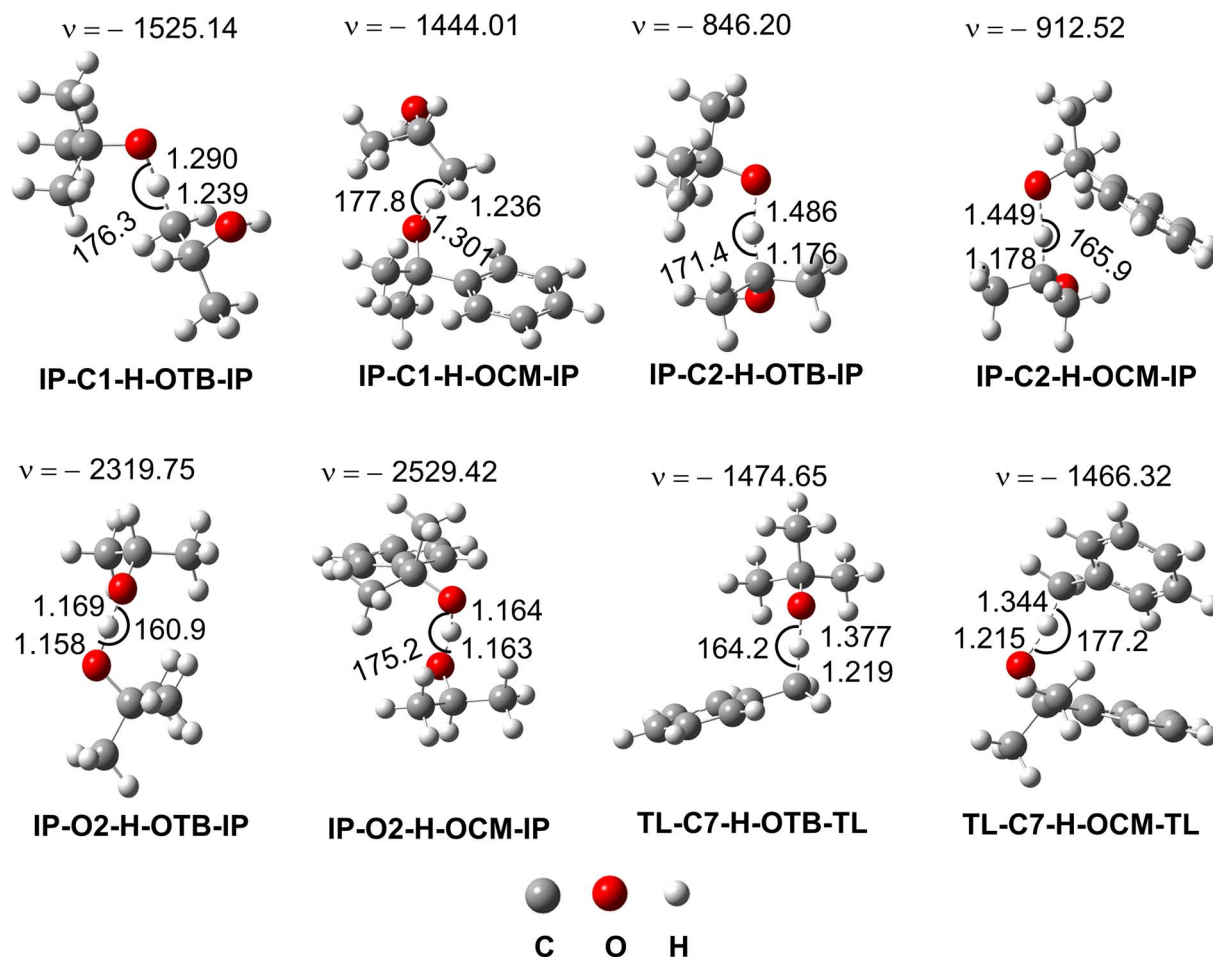 ν = − 1525.14
ν = − 1444.01
ν = − 846.20
ν = − 912.52
1.290
1.239
176.3
177.8
1.236
1.301
1.486
171.4
1.176
1.449
1.178
165.9
IP-C1-H-OTB-IP
IP-C1-H-OCM-IP
IP-C2-H-OTB-IP
IP-C2-H-OCM-IP
ν = − 2319.75
ν = − 2529.42
ν = − 1474.65
ν = − 1466.32
1.169
1.158
160.9
1.164
175.2
1.163
164.2
1.377
1.219
1.344
1.215
177.2
IP-O2-H-OTB-IP
IP-O2-H-OCM-IP
TL-C7-H-OTB-TL
TL-C7-H-OCM-TL
C O H